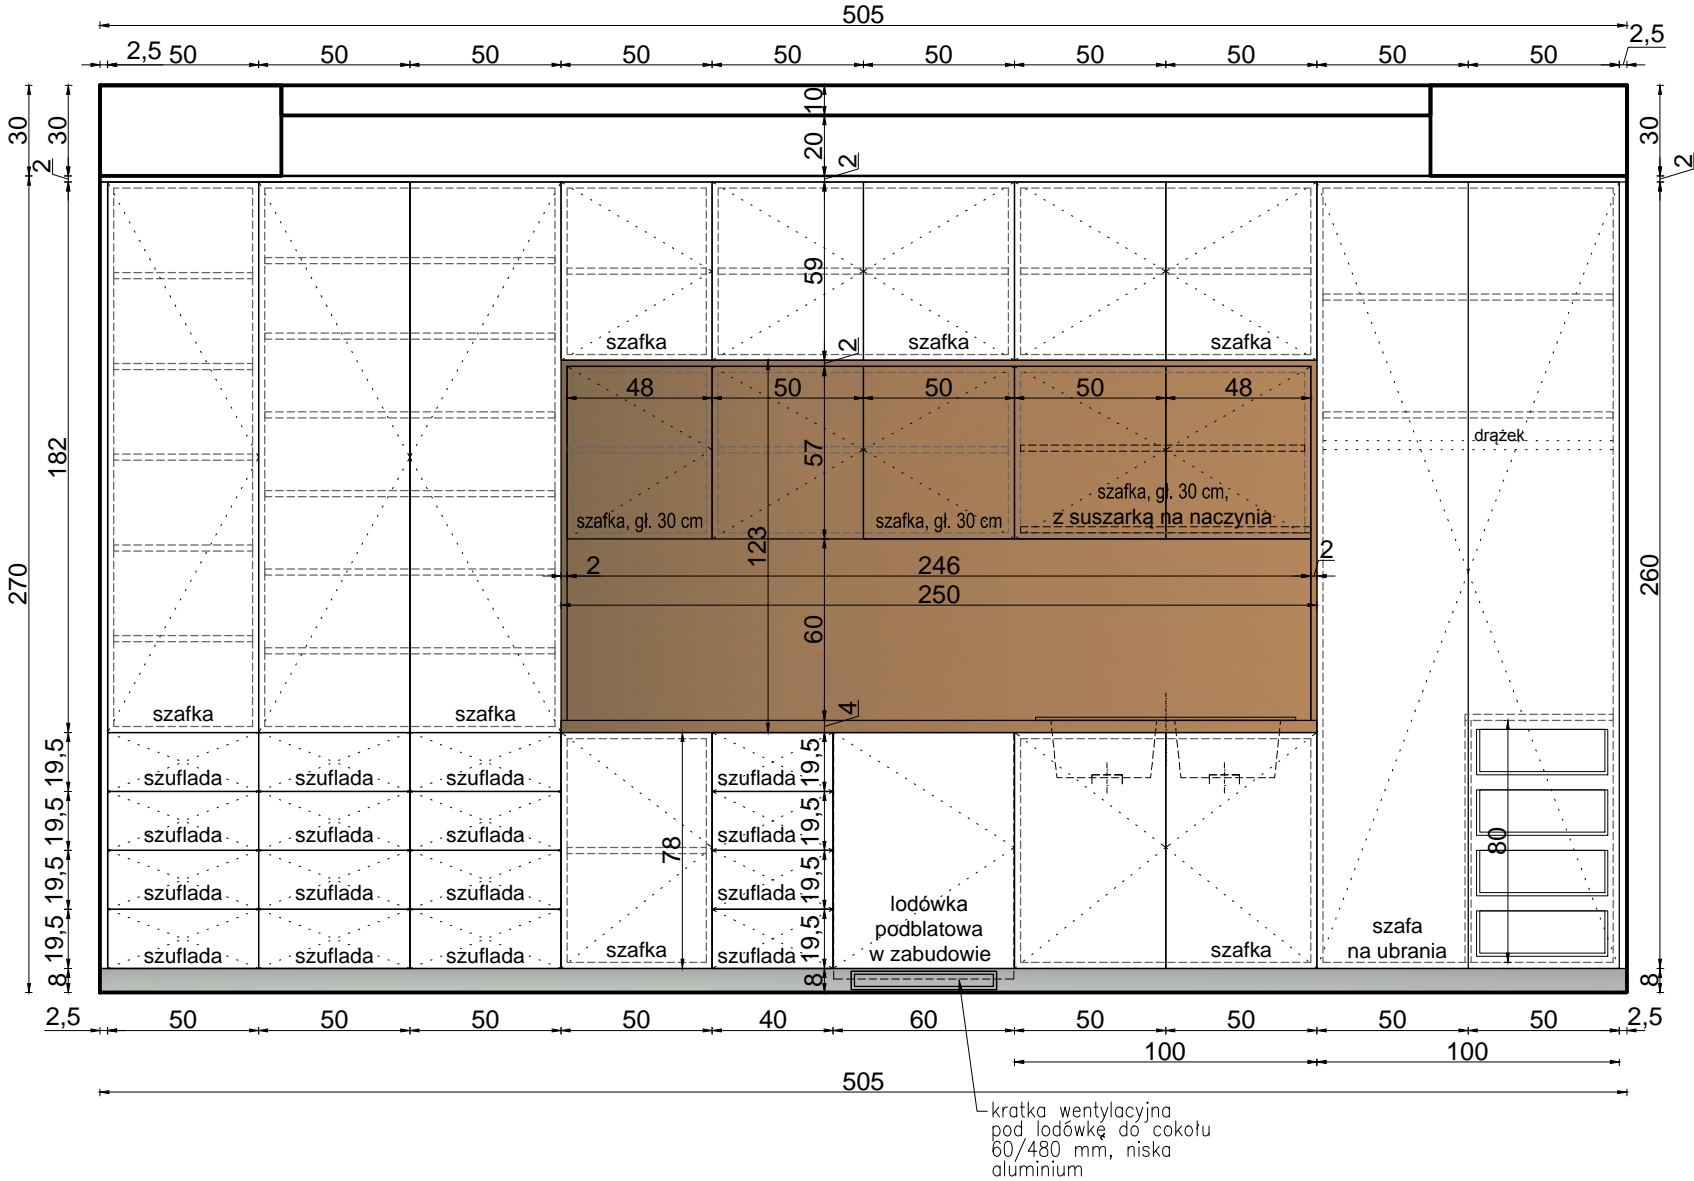 505
2,5 50 50 50 50 50 50 50 50 50 50 2,5
30 30 10 30
20
2 2 2
59
szafka szafka szafka
2
48 50 50 50 48
drążek
182 57
szafka, gł. 30 cm szafka, gł. 30 cm szafka, gł. 30 cm,
z suszarką na naczynia
123
2 246 2
270 250 260
60
szafka szafka
4
19,5 szuflada szuflada szuflada szuflada 19,5
19,5 szuflada szuflada szuflada 78 szuflada 19,5 80
19,5 szuflada szuflada szuflada szuflada 19,5
lodówka
podblatowa
w zabudowie
szafa
na ubrania
19,5 szuflada szuflada szuflada szafka szuflada 19,5 szafka
8 8 8
2,5 50 50 50 50 40 60 50 50 50 50 2,5
100 100
505
kratka wentylacyjna
pod lodówkę do cokołu
60/480 mm, niska
aluminium